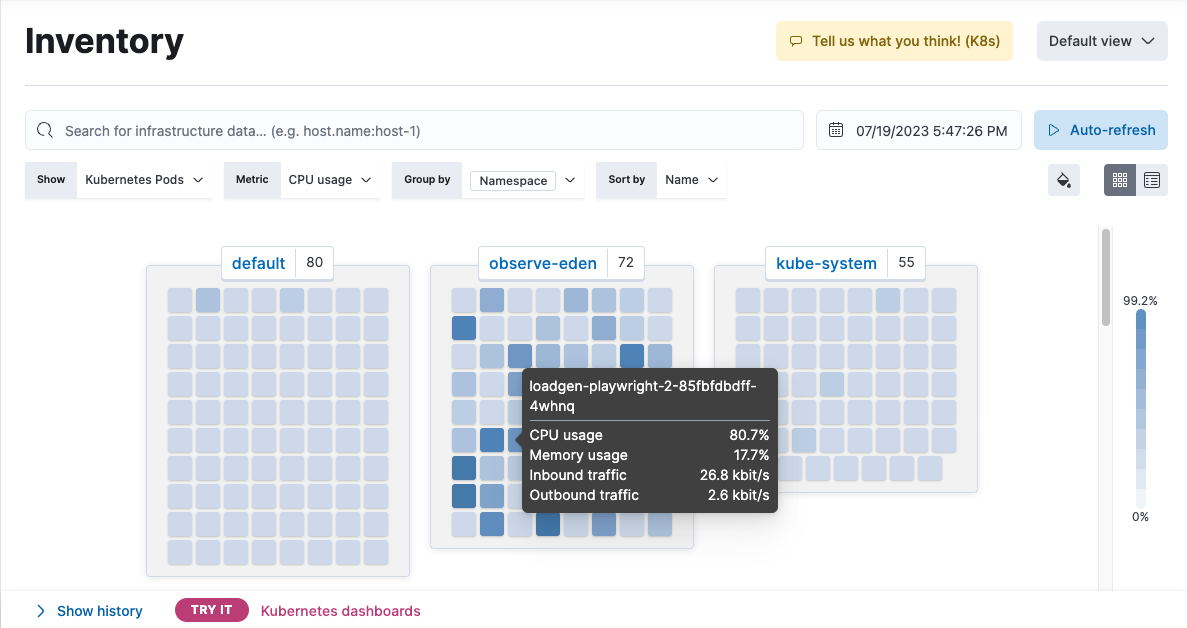 Inventory
Tell us what you think! (K8s)
Default view
Search for infrastructure data... (e.g. host.name:host-1)
07/19/2023 5:47:26 PM
Auto-refresh
Show
Kubernetes Pods
Metric
CPU usage
Group by
Namespace
Sort by
Name
default
80
observe-eden
72
kube-system
55
99.2%
0%
loadgen-playwright-2-85fbfdbdff-
4whnq
CPU usage 80.7%
Memory usage 17.7%
Inbound traffic 26.8 kbit/s
Outbound traffic 2.6 kbit/s
Show history
TRY IT
Kubernetes dashboards